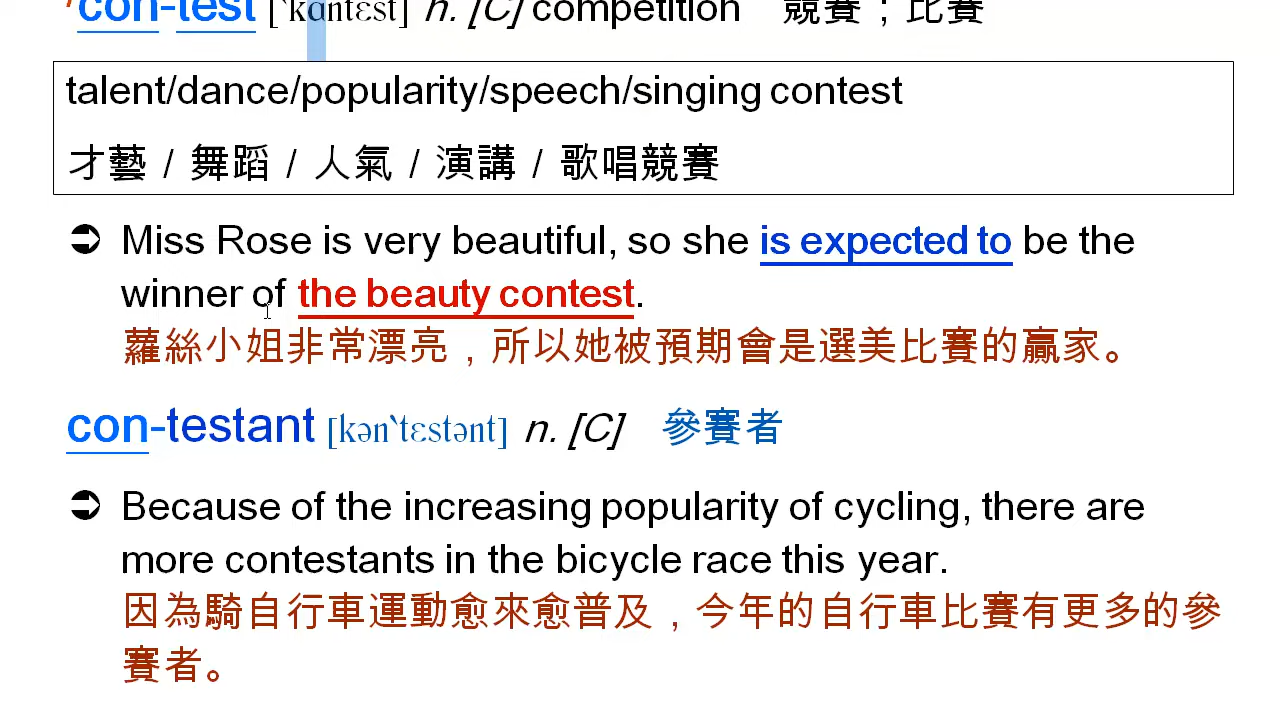 con-test [ˋkɑntɛst] n. [C] competition 競賽；比賽
talent/dance/popularity/speech/singing contest
才藝 / 舞蹈 / 人氣 / 演講 / 歌唱競賽
➲ Miss Rose is very beautiful, so she is expected to be the
winner of the beauty contest.
蘿絲小姐非常漂亮，所以她被預期會是選美比賽的贏家。
con-testant [kənˋtɛstənt] n. [C] 參賽者
➲ Because of the increasing popularity of cycling, there are
more contestants in the bicycle race this year.
因為騎自行車運動愈來愈普及，今年的自行車比賽有更多的參
賽者。